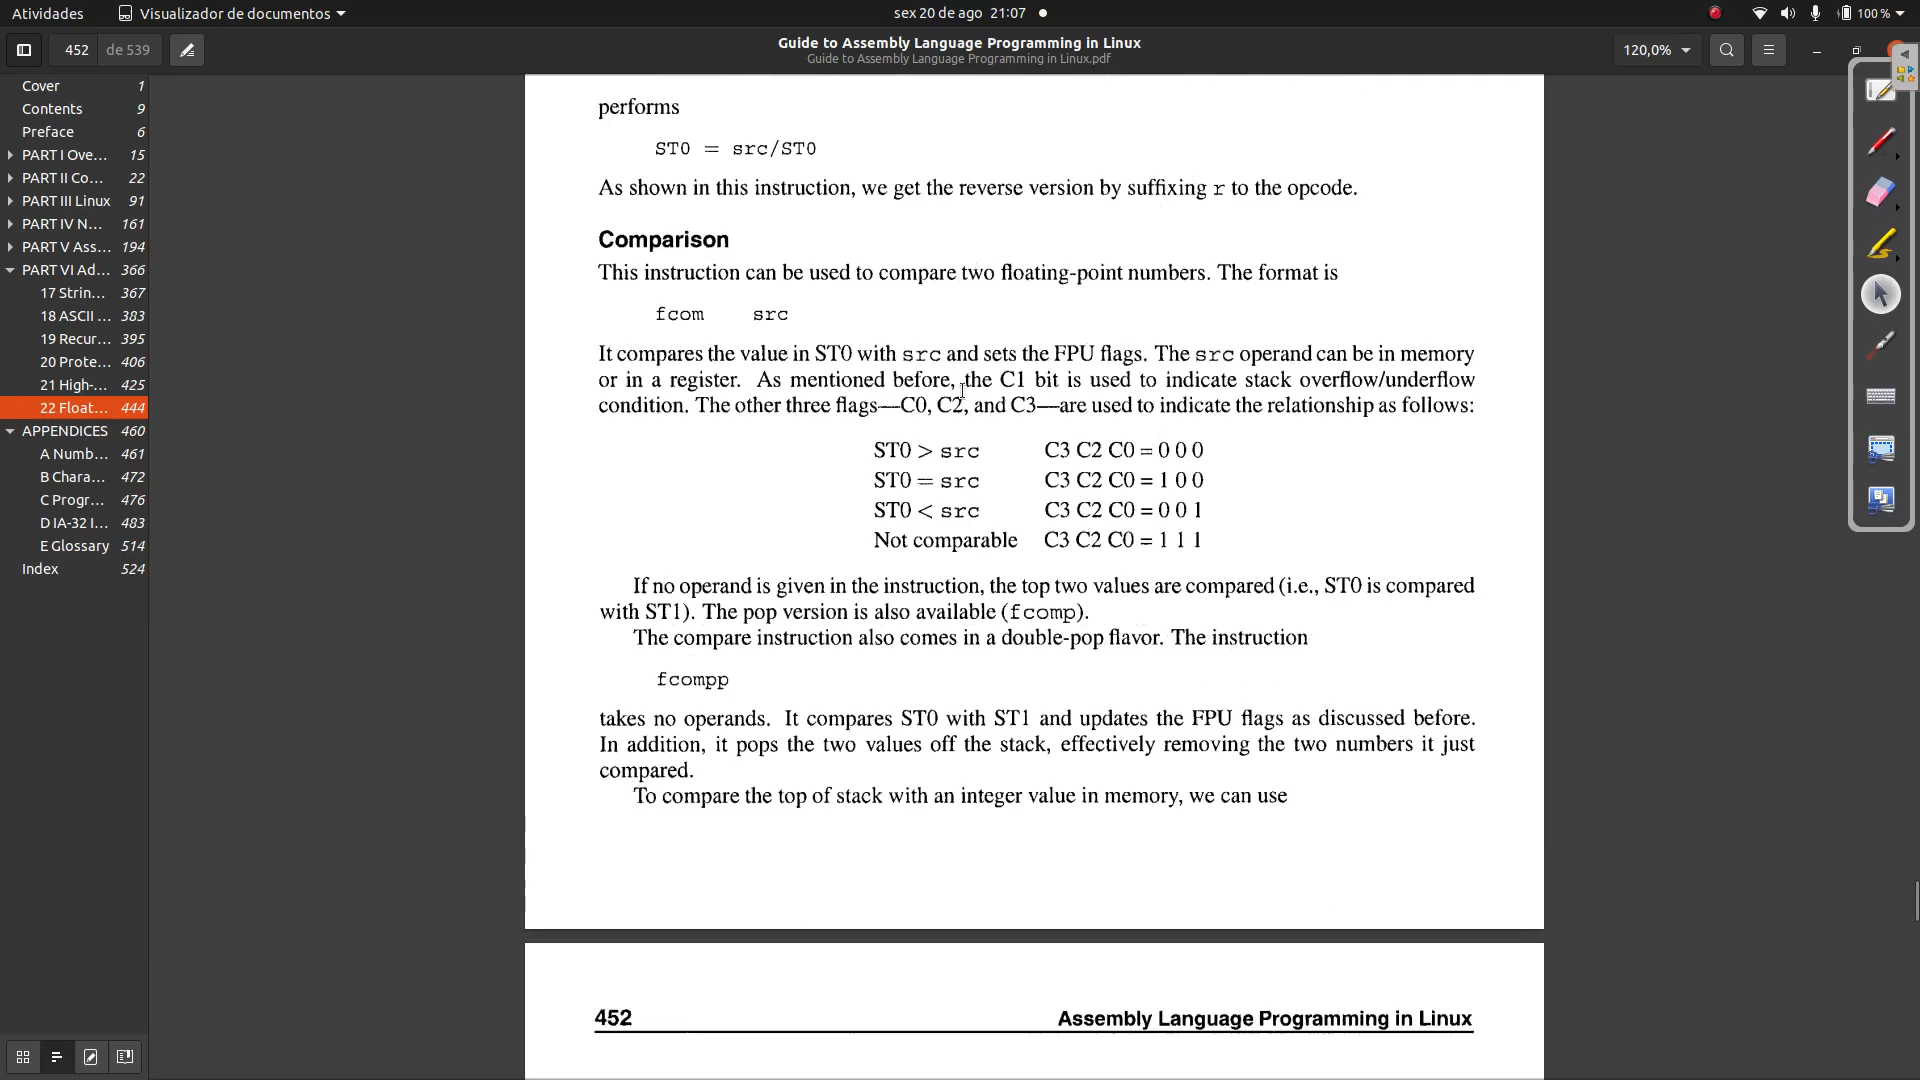 Atividades
Visualizador de documentos
sex 20 de ago 21:07
100 %
452 de 539
Guide to Assembly Language Programming in Linux
Guide to Assembly Language Programming in Linux.pdf
120,0%
Cover 1
Contents 9
Preface 6
PART I Ove... 15
PART II Co... 22
PART III Linux 91
PART IV N... 161
PART V Ass... 194
PART VI Ad... 366
17 Strin... 367
18 ASCII ... 383
19 Recur... 395
20 Prote... 406
21 High-... 425
22 Float... 444
APPENDICES 460
A Numb... 461
B Chara... 472
C Progr... 476
D IA-32 I... 483
E Glossary 514
Index 524
performs
ST0 = src/ST0
As shown in this instruction, we get the reverse version by suffixing r to the opcode.
Comparison
This instruction can be used to compare two floating-point numbers. The format is
fcom src
It compares the value in ST0 with src and sets the FPU flags. The src operand can be in memory
or in a register. As mentioned before, the C1 bit is used to indicate stack overflow/underflow
condition. The other three flags—C0, C2, and C3—are used to indicate the relationship as follows:
ST0 > src C3 C2 C0 = 0 0 0
ST0 = src C3 C2 C0 = 1 0 0
ST0 < src C3 C2 C0 = 0 0 1
Not comparable C3 C2 C0 = 1 1 1
If no operand is given in the instruction, the top two values are compared (i.e., ST0 is compared
with ST1). The pop version is also available (fcomp).
The compare instruction also comes in a double-pop flavor. The instruction
fcompp
takes no operands. It compares ST0 with ST1 and updates the FPU flags as discussed before.
In addition, it pops the two values off the stack, effectively removing the two numbers it just
compared.
To compare the top of stack with an integer value in memory, we can use
452 Assembly Language Programming in Linux